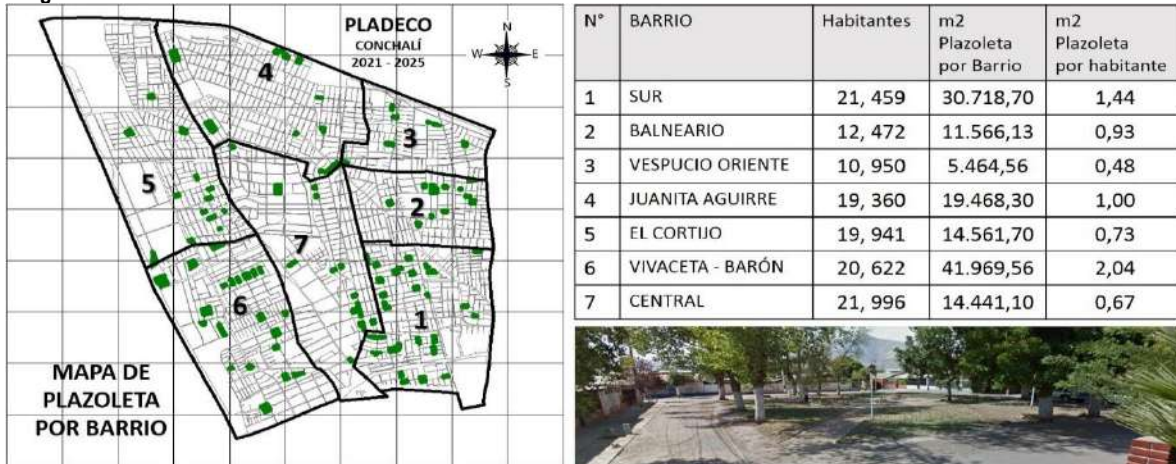 PLADECO
CONCHALÍ
2021 - 2025
N
W E
S
4
3
5
2
7
6
1
MAPA DE
PLAZOLETA
POR BARRIO
N° BARRIO Habitantes m2 Plazoleta por Barrio m2 Plazoleta por habitante
1 SUR 21, 459 30.718,70 1,44
2 BALNEARIO 12, 472 11.566,13 0,93
3 VESPUCIO ORIENTE 10, 950 5.464,56 0,48
4 JUANITA AGUIRRE 19, 360 19.468,30 1,00
5 EL CORTIJO 19, 941 14.561,70 0,73
6 VIVACETA - BARÓN 20, 622 41.969,56 2,04
7 CENTRAL 21, 996 14.441,10 0,67